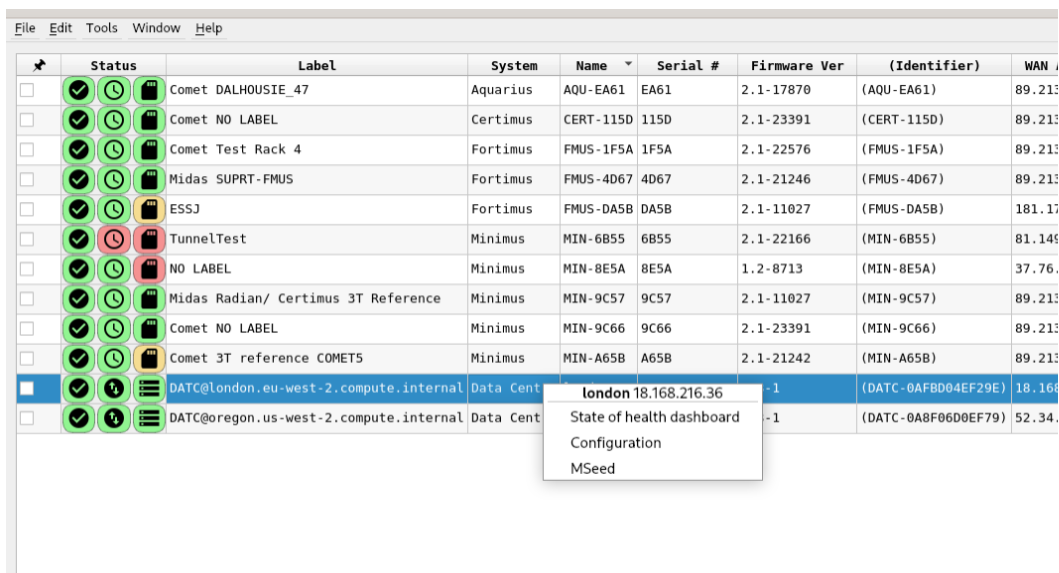 File Edit Tools Window Help
Status Label System Name Serial # Firmware Ver (Identifier) WAN
Comet DALHOUSIE_47 Aquarius AQU-EA61 EA61 2.1-17870 (AQU-EA61) 89.213
Comet NO LABEL Certimus CERT-115D 115D 2.1-23391 (CERT-115D) 89.213
Comet Test Rack 4 Fortimus FMUS-1F5A 1F5A 2.1-22576 (FMUS-1F5A) 89.213
Midas SUPRT-FMUS Fortimus FMUS-4D67 4D67 2.1-21246 (FMUS-4D67) 89.213
ESSJ Fortimus FMUS-DA5B DA5B 2.1-11027 (FMUS-DA5B) 181.17
TunnelTest Minimus MIN-6B55 6B55 2.1-22166 (MIN-6B55) 81.149
NO LABEL Minimus MIN-8E5A 8E5A 1.2-8713 (MIN-8E5A) 37.76.
Midas Radian/ Certimus 3T Reference Minimus MIN-9C57 9C57 2.1-11027 (MIN-9C57) 89.213
Comet NO LABEL Minimus MIN-9C66 9C66 2.1-23391 (MIN-9C66) 89.213
Comet 3T reference COMET5 Minimus MIN-A65B A65B 2.1-21242 (MIN-A65B) 89.213
DATC@london.eu-west-2.compute.internal Data Cent -1 (DATC-0AFBD04EF29E) 18.168
DATC@oregon.us-west-2.compute.internal Data Cent -1 (DATC-0A8F06D0EF79) 52.34.
london 18.168.216.36
State of health dashboard
Configuration
MSeed